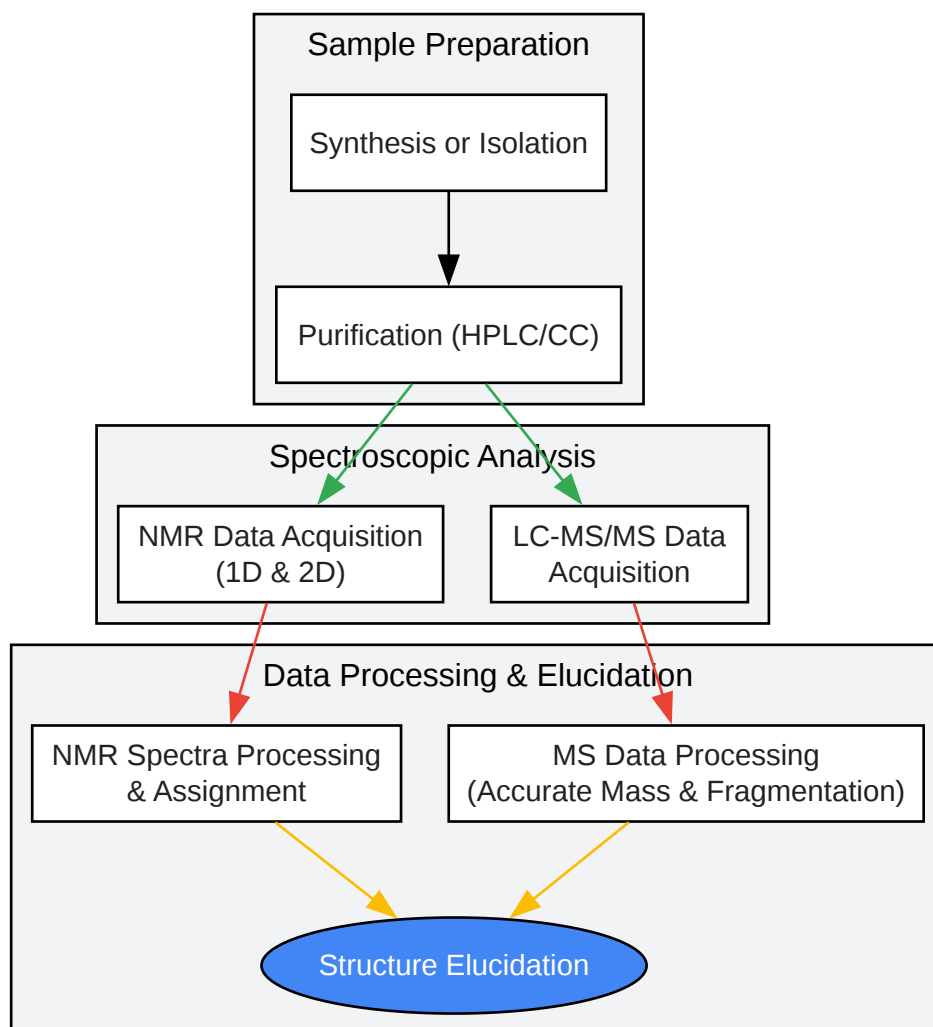 Sample Preparation
Synthesis or Isolation
Purification (HPLC/CC)
Spectroscopic Analysis
NMR Data Acquisition
(1D & 2D)
LC-MS/MS Data
Acquisition
Data Processing & Elucidation
NMR Spectra Processing
& Assignment
MS Data Processing
(Accurate Mass & Fragmentation)
Structure Elucidation